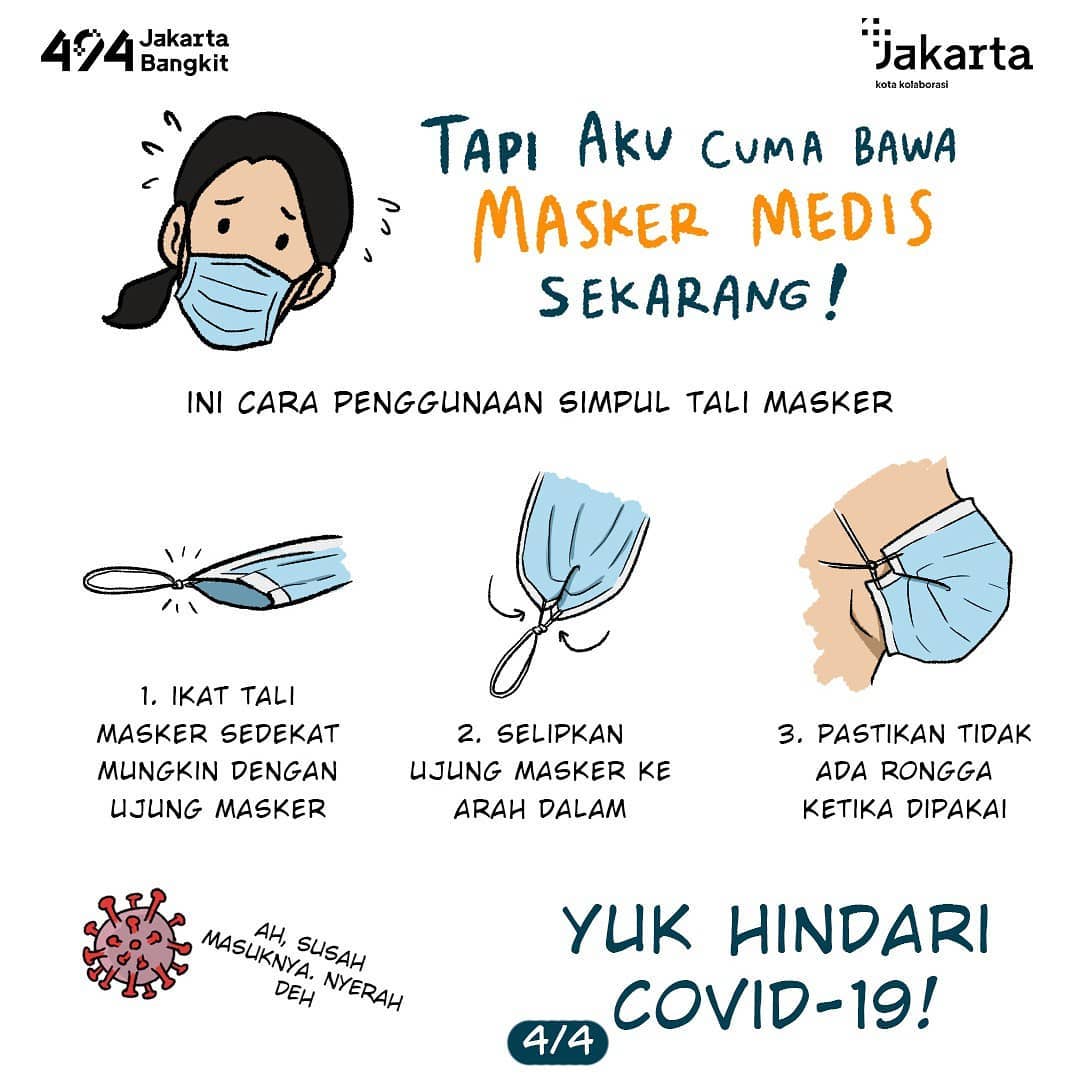 494 Jakarta
Bangkit
Jakarta
kota kolaborasi
TAPI AKU CUMA BAWA
MASKER MEDIS
SEKARANG!
INI CARA PENGGUNAAN SIMPUL TALI MASKER
1. IKAT TALI
MASKER SEDEKAT
MUNGKIN DENGAN
UJUNG MASKER
2. SELIPKAN
UJUNG MASKER KE
ARAH DALAM
3. PASTIKAN TIDAK
ADA RONGGA
KETIKA DIPAKAI
AH, SUSAH
MASUKNYA. NYERAH
DEH
YUK HINDARI
COVID-19!
4/4